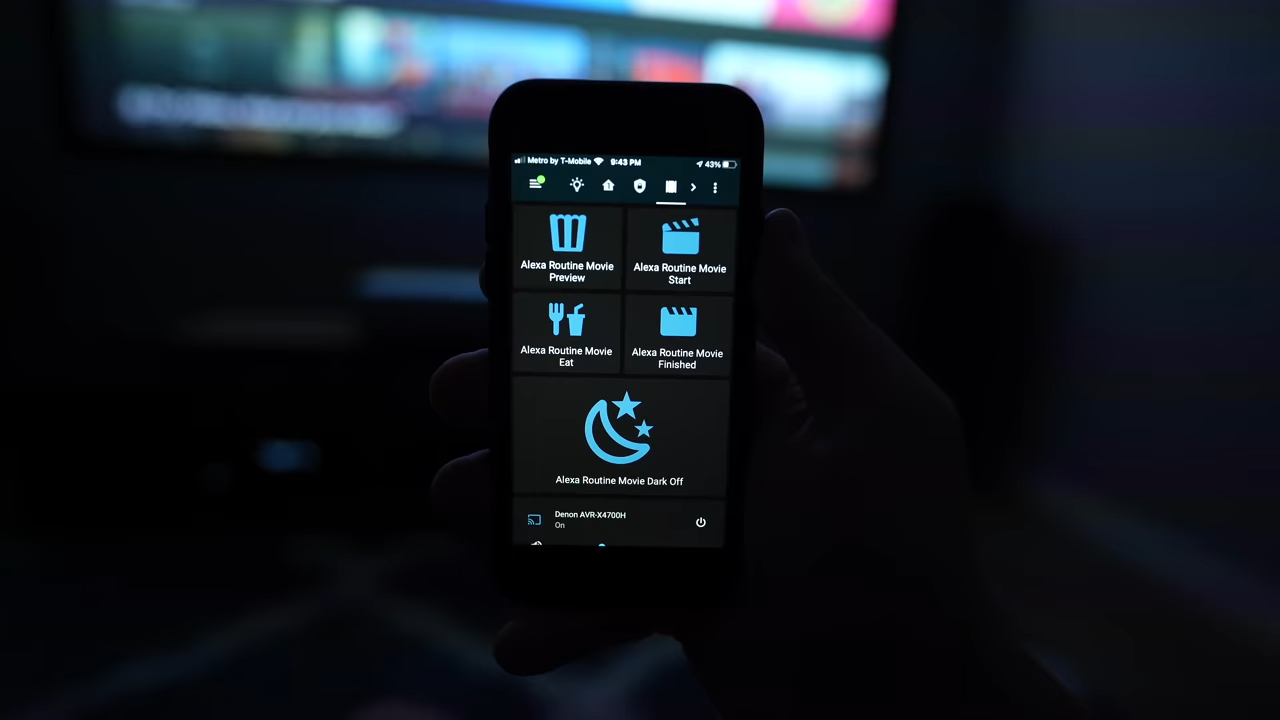 Metro by T-Mobile 9:43 PM 43%
Alexa Routine Movie
Preview
Alexa Routine Movie
Start
Alexa Routine Movie
Eat
Alexa Routine Movie
Finished
Alexa Routine Movie Dark Off
Denon AVR-X4700H
On